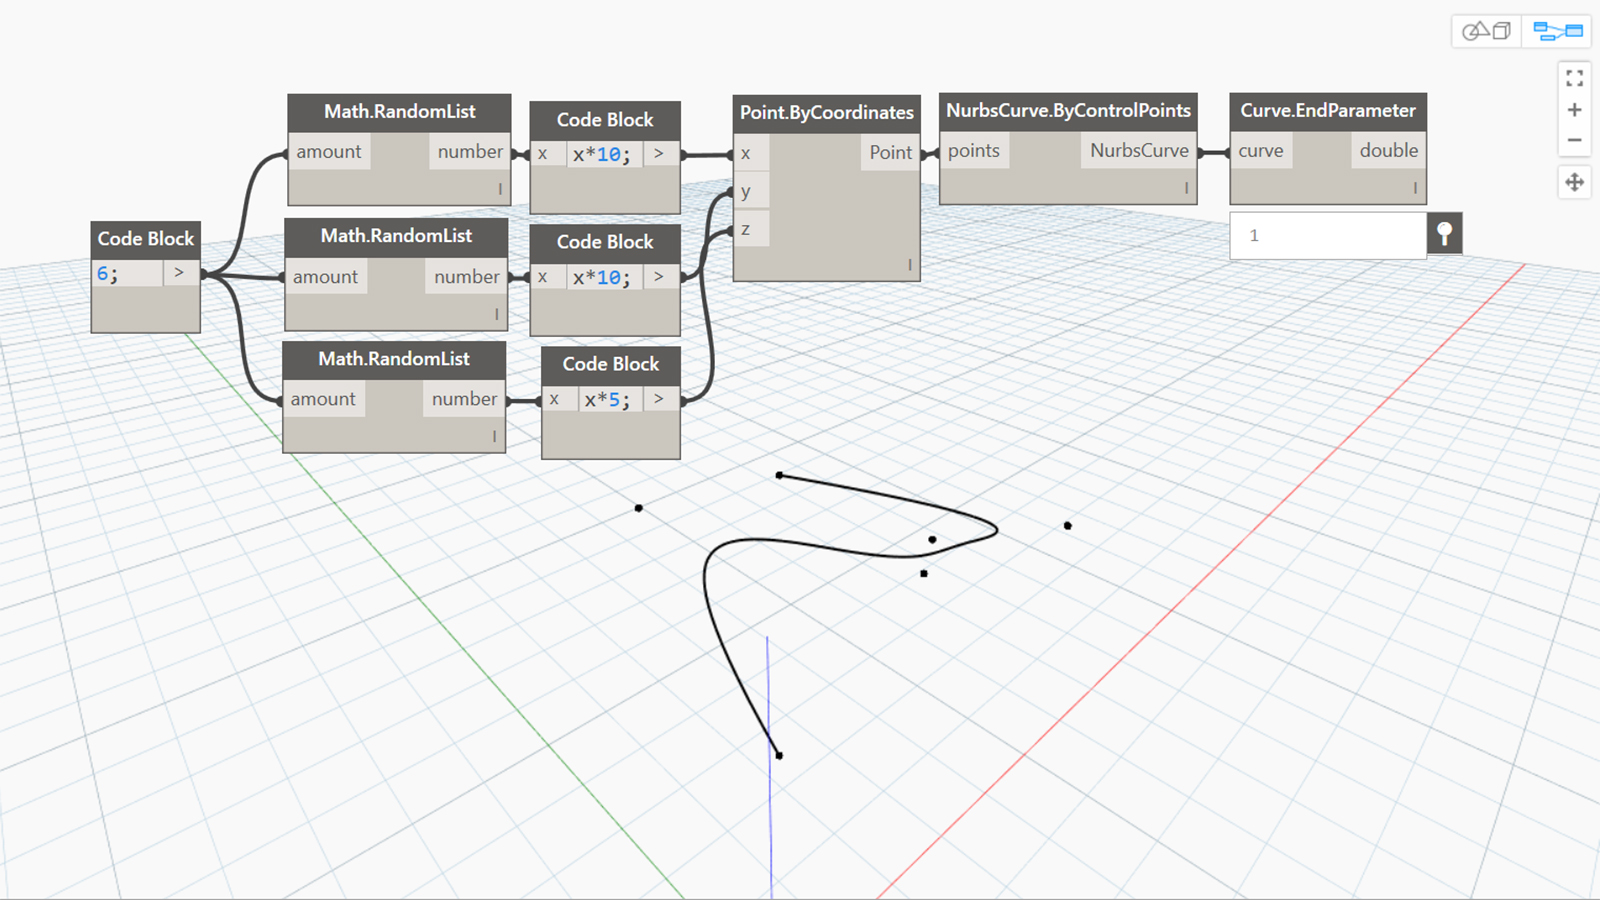 Math.RandomList
amount number
Code Block
x x*10; >
Point.ByCoordinates
x Point
y
z
NurbsCurve.ByControlPoints
points NurbsCurve
Curve.EndParameter
curve double
1
Code Block
6; >
Math.RandomList
amount number
Code Block
x x*10; >
Math.RandomList
amount number
Code Block
x x*5; >